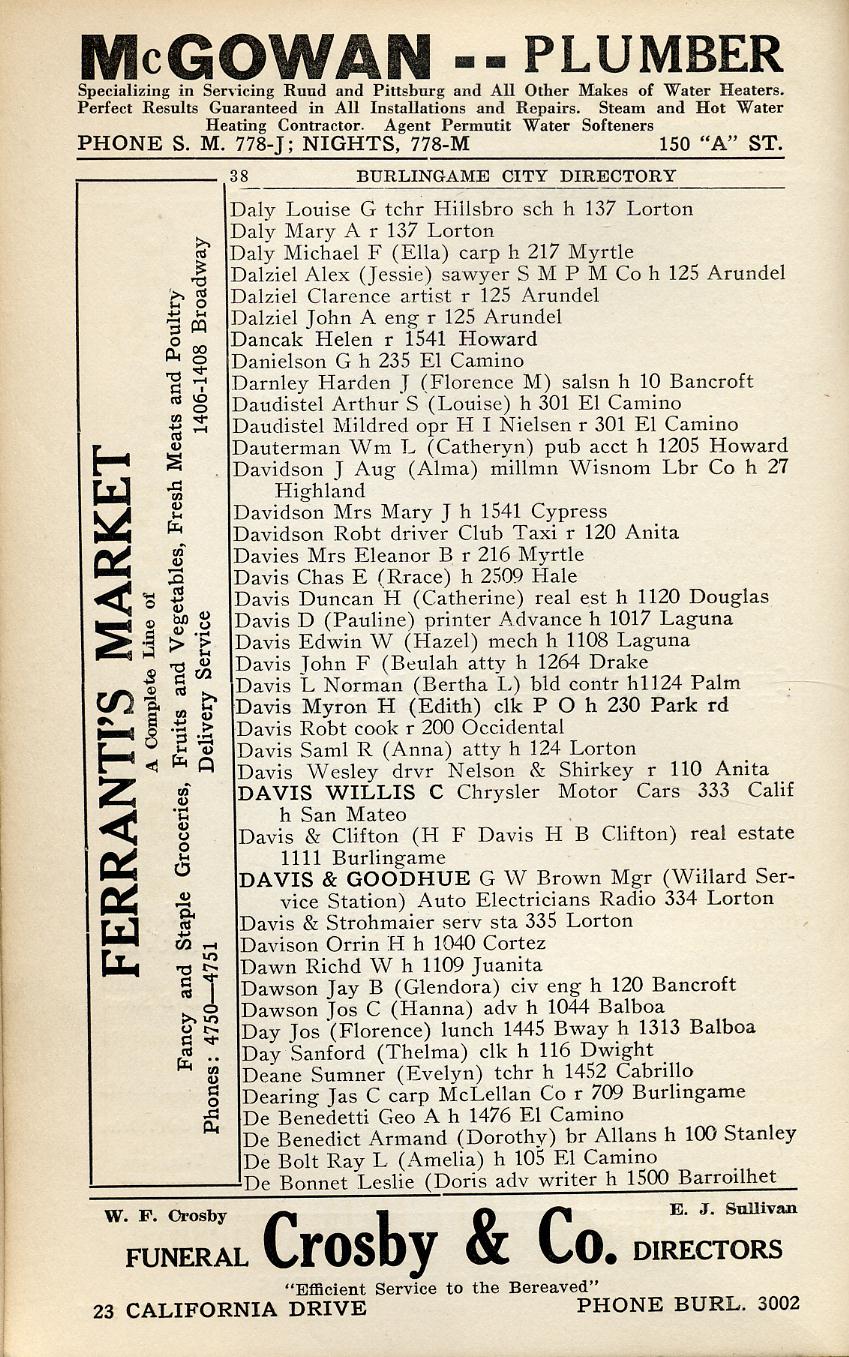 McGOWAN -- PLUMBER
Specializing in Servicing Ruud and Pittsburg and All Other Makes of Water Heaters.
Perfect Results Guaranteed in All Installations and Repairs. Steam and Hot Water
Heating Contractor. Agent Permutit Water Softeners
PHONE S. M. 778-J; NIGHTS, 778-M 150 "A" ST.
FERRANTI'S MARKET
A Complete Line of
Fancy and Staple Groceries, Fruits and Vegetables, Fresh Meats and Poultry
Phones: 4750—4751 Delivery Service 1406-1408 Broadway
38 BURLINGAME CITY DIRECTORY
Daly Louise G tchr Hillsbro sch h 137 Lorton
Daly Mary A r 137 Lorton
Daly Michael F (Ella) carp h 217 Myrtle
Dalziel Alex (Jessie) sawyer S M P M Co h 125 Arundel
Dalziel Clarence artist r 125 Arundel
Dalziel John A eng r 125 Arundel
Dancak Helen r 1541 Howard
Danielson G h 235 El Camino
Darnley Harden J (Florence M) salsn h 10 Bancroft
Daudistel Arthur S (Louise) h 301 El Camino
Daudistel Mildred opr H I Nielsen r 301 El Camino
Dauterman Wm L (Catheryn) pub acct h 1205 Howard
Davidson J Aug (Alma) millmn Wisnom Lbr Co h 27
Highland
Davidson Mrs Mary J h 1541 Cypress
Davidson Robt driver Club Taxi r 120 Anita
Davies Mrs Eleanor B r 216 Myrtle
Davis Chas E (Rrace) h 2509 Hale
Davis Duncan H (Catherine) real est h 1120 Douglas
Davis D (Pauline) printer Advance h 1017 Laguna
Davis Edwin W (Hazel) mech h 1108 Laguna
Davis John F (Beulah atty h 1264 Drake
Davis L Norman (Bertha L) bld contr h1124 Palm
Davis Myron H (Edith) clk P O h 230 Park rd
Davis Robt cook r 200 Occidental
Davis Saml R (Anna) atty h 124 Lorton
Davis Wesley drvr Nelson & Shirkey r 110 Anita
DAVIS WILLIS C Chrysler Motor Cars 333 Calif
h San Mateo
Davis & Clifton (H F Davis H B Clifton) real estate
1111 Burlingame
DAVIS & GOODHUE G W Brown Mgr (Willard Ser-
vice Station) Auto Electricians Radio 334 Lorton
Davis & Strohmaier serv sta 335 Lorton
Davison Orrin H h 1040 Cortez
Dawn Richd W h 1109 Juanita
Dawson Jay B (Glendora) civ eng h 120 Bancroft
Dawson Jos C (Hanna) adv h 1044 Balboa
Day Jos (Florence) lunch 1445 Bway h 1313 Balboa
Day Sanford (Thelma) clk h 116 Dwight
Deane Sumner (Evelyn) tchr h 1452 Cabrillo
Dearing Jas C carp McLellan Co r 709 Burlingame
De Benedetti Geo A h 1476 El Camino
De Benedict Armand (Dorothy) br Allans h 100 Stanley
De Bolt Ray L (Amelia) h 105 El Camino
De Bonnet Leslie (Doris adv writer h 1500 Barroilhet
W. F. Crosby E. J. Sullivan
FUNERAL Crosby & Co. DIRECTORS
"Efficient Service to the Bereaved"
23 CALIFORNIA DRIVE PHONE BURL. 3002